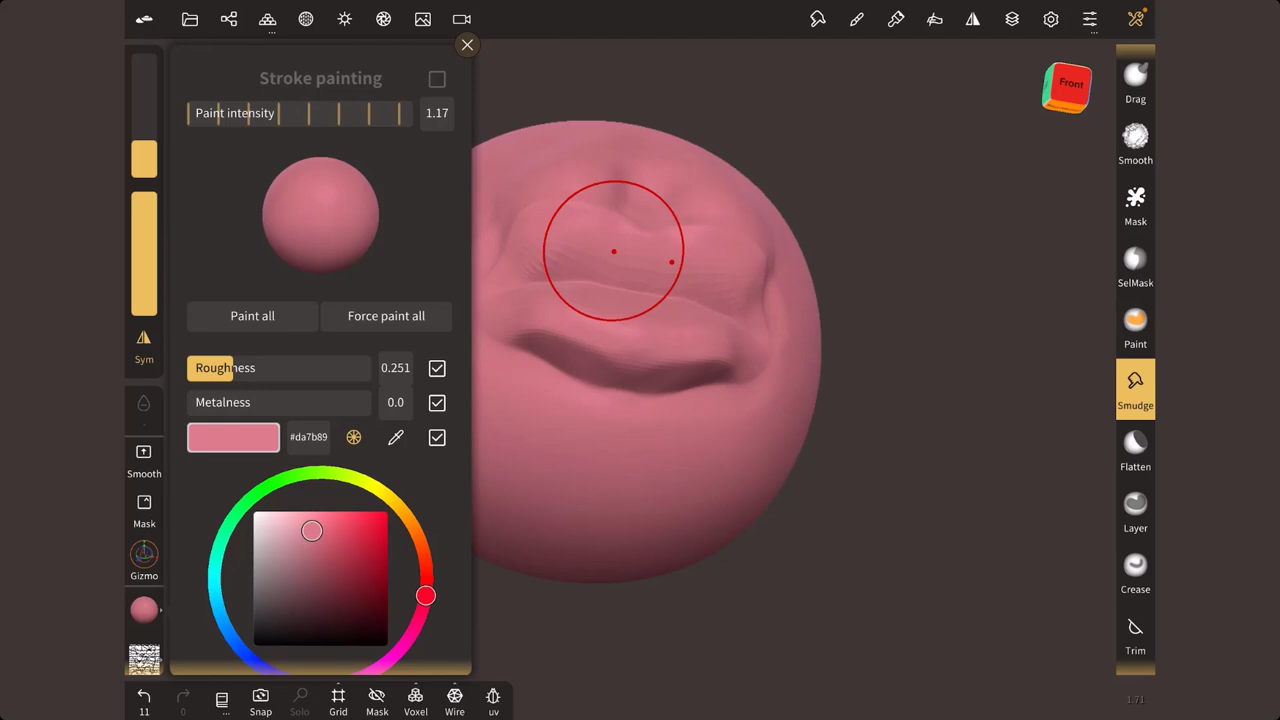 Stroke painting
Paint intensity 1.17
Paint all Force paint all
Roughness 0.251
Metalness 0.0
#da7b89
Sym
Smooth
Mask
Gizmo
Front
Drag
Smooth
Mask
SelMask
Paint
Smudge
Flatten
Layer
Crease
Trim
11 0 ... Snap Solo Grid Mask Voxel Wire uv
1.71